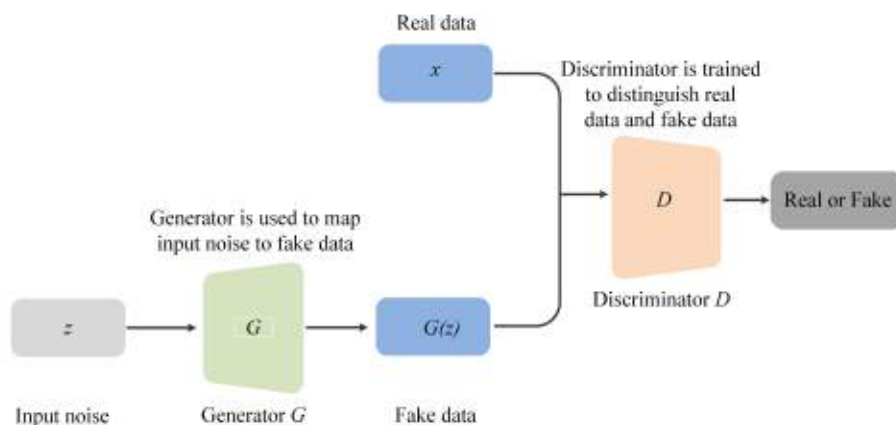 Real data
x
Discriminator is trained
to distinguish real
data and fake data
D
Real or Fake
Discriminator D
Generator is used to map
input noise to fake data
z
G
G(z)
Input noise
Generator G
Fake data